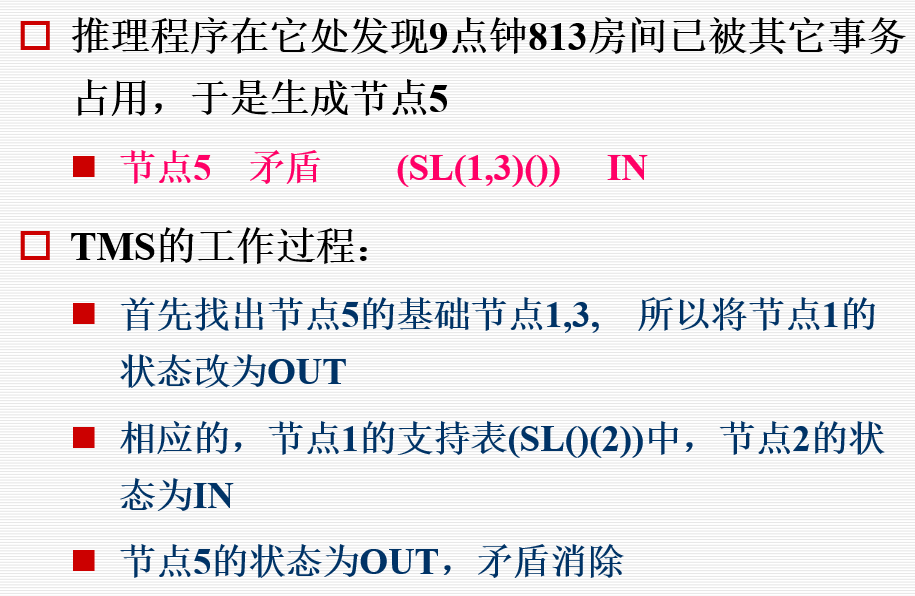 推理程序在它处发现9点钟813房间已被其它事务
占用，于是生成节点5
节点5 矛盾 (SL(1,3)()) IN
TMS的工作过程：
首先找出节点5的基础节点1,3, 所以将节点1的
状态改为OUT
相应的，节点1的支持表(SL()(2))中，节点2的状
态为IN
节点5的状态为OUT，矛盾消除